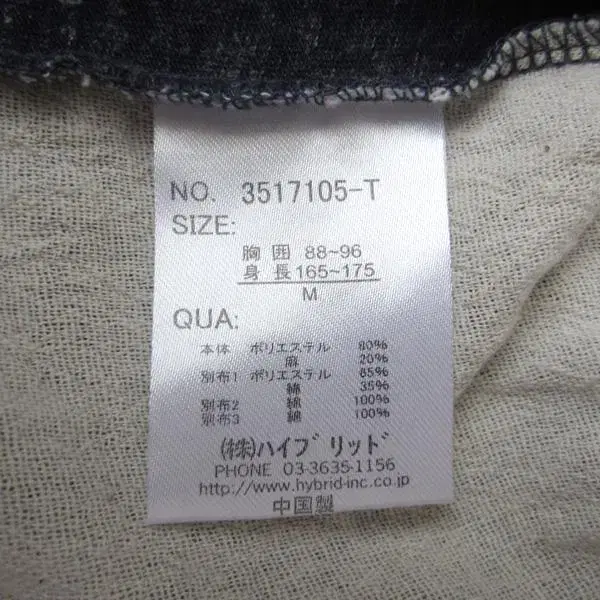 NO. 3517105-T
SIZE:
胸囲 88~96
身長165~175
M
QUA:
本体 ポリエステル 80%
麻 20%
別布1 ポリエステル 65%
綿 35%
別布2 綿 100%
別布3 綿 100%
(株)ハイブリッド
PHONE 03-3635-1156
http://www.hybrid-inc.co.jp
中国製